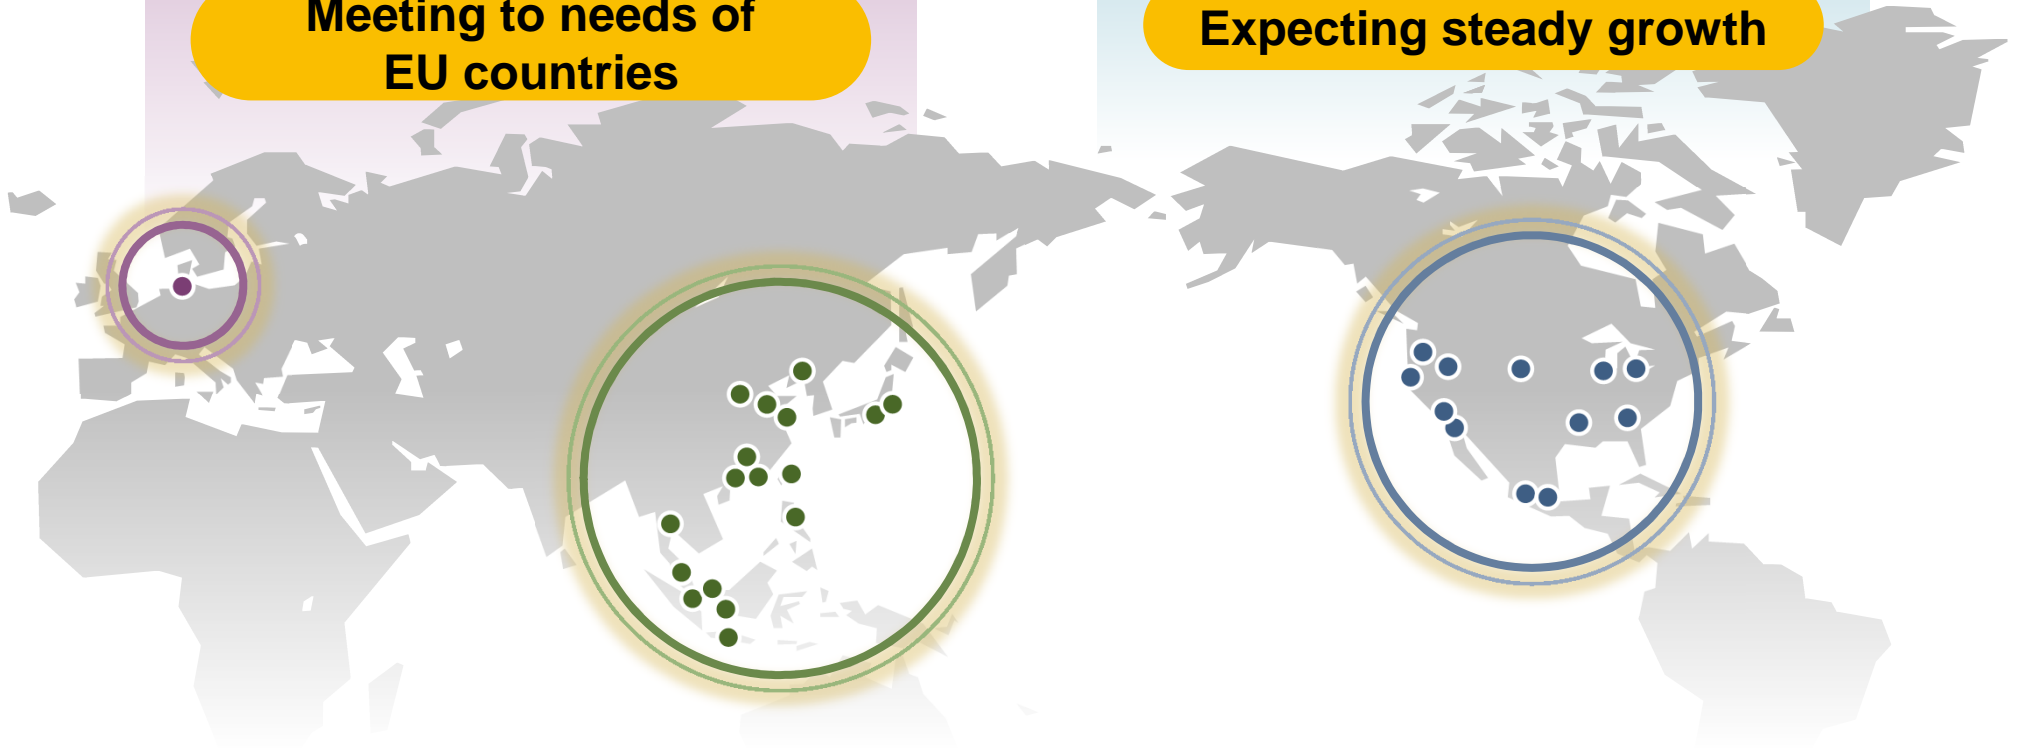 Meeting to needs of
EU countries
Expecting steady growth